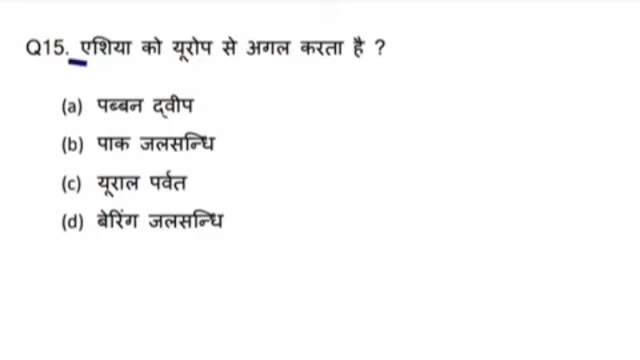 Q15. एशिया को यूरोप से अगल करता है ?
(a) पब्बन द्वीप
(b) पाक जलसन्धि
(c) यूराल पर्वत
(d) बेरिंग जलसन्धि